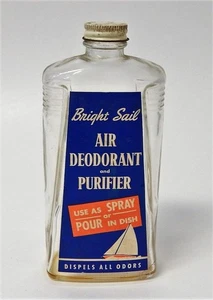 Bright Sail
AIR
DEODORANT
and
PURIFIER
USE AS SPRAY
or
POUR IN DISH
DISPELS ALL ODORS